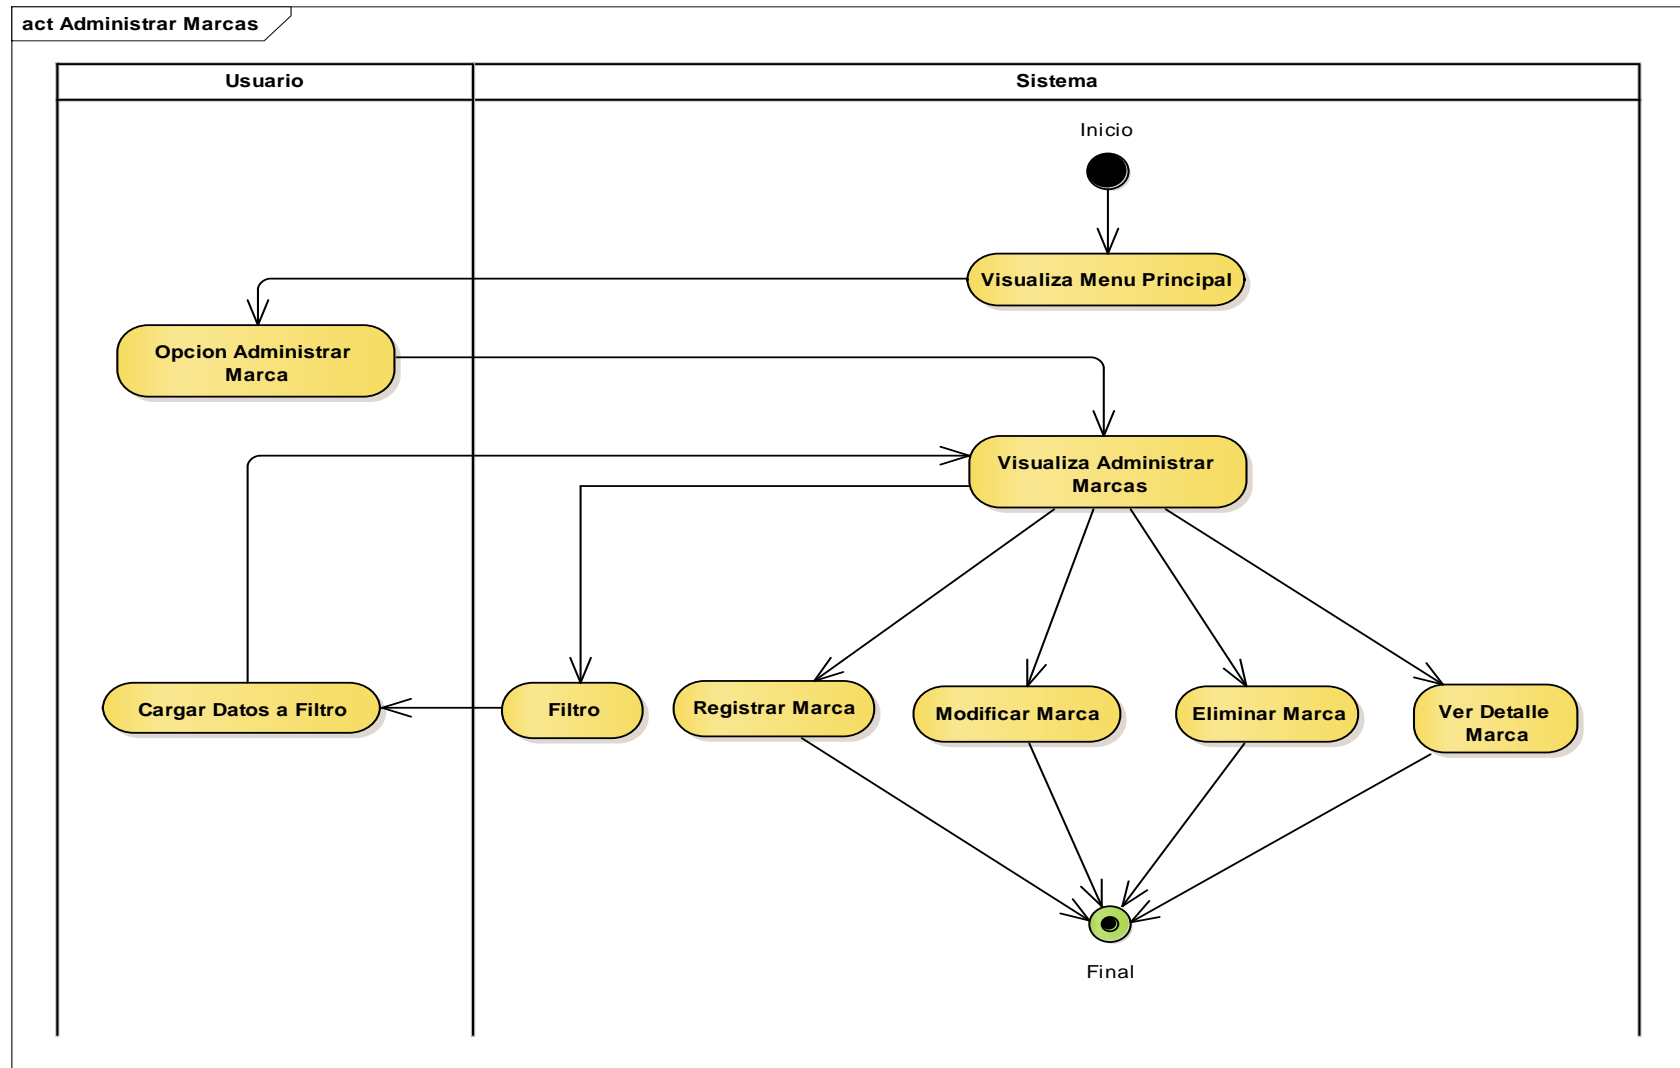 act Administrar Marcas
Usuario
Sistema
Inicio
Visualiza Menu Principal
Opcion Administrar
Marca
Visualiza Administrar
Marcas
Cargar Datos a Filtro
Filtro
Registrar Marca
Modificar Marca
Eliminar Marca
Ver Detalle
Marca
Final